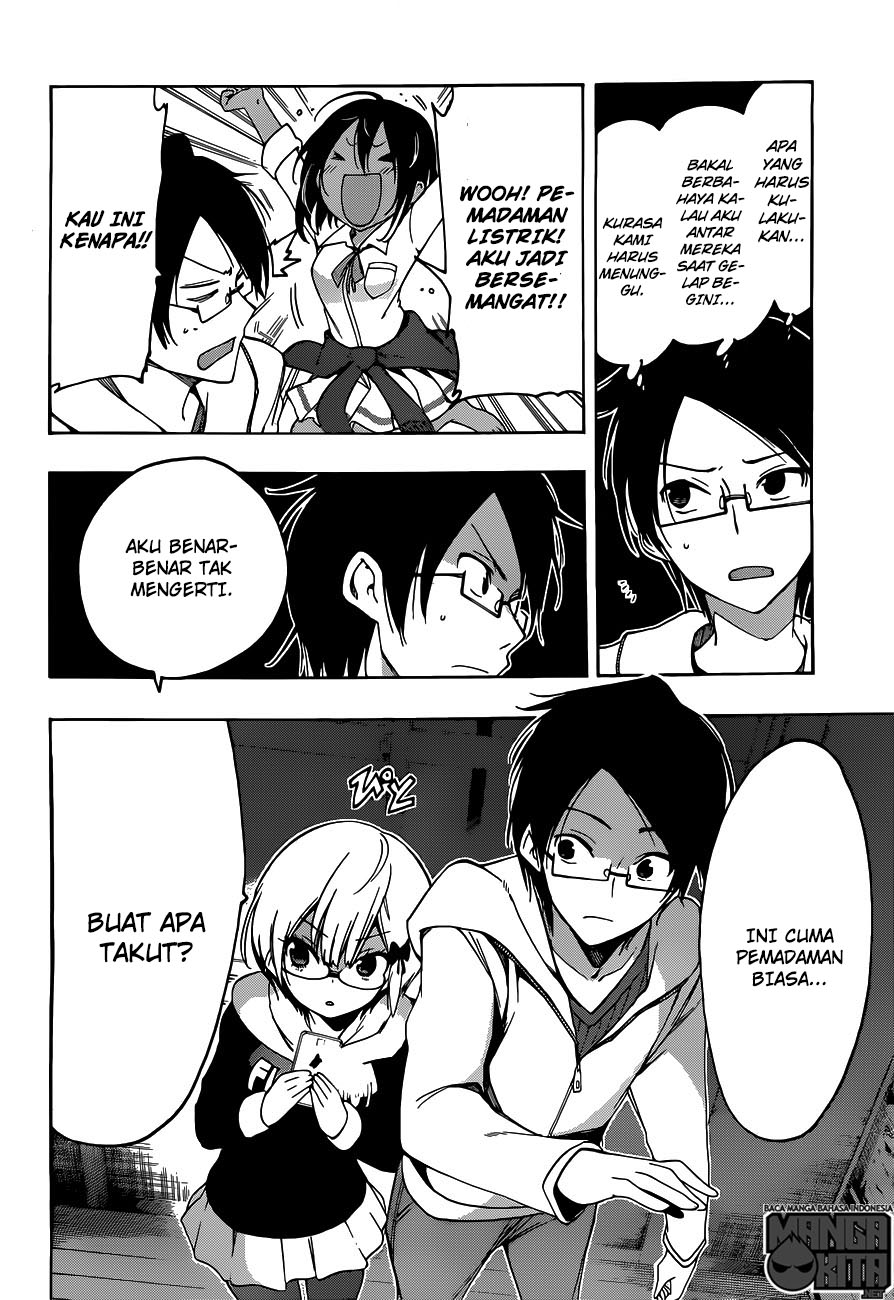 APA
YANG
HARUS
KU-
LAKU-
KAN...
BAKAL
BERBA-
HAYA KA-
LAU AKU
ANTAR
MEREKA
SAAT GE-
LAP BE-
GINI...
KURASA
KAMI
HARUS
MENUNG-
GU.
WOOH! PE-
MADAMAN
LISTRIK!
AKU JADI
BERSE-
MANGAT!!
KAU INI
KENAPA!!
AKU BENAR-
BENAR TAK
MENGERTI.
INI CUMA
PEMADAMAN
BIASA...
BUAT APA
TAKUT?
BACA MANGA BAHASA INDONESIA
MANGA
KITA
.NET